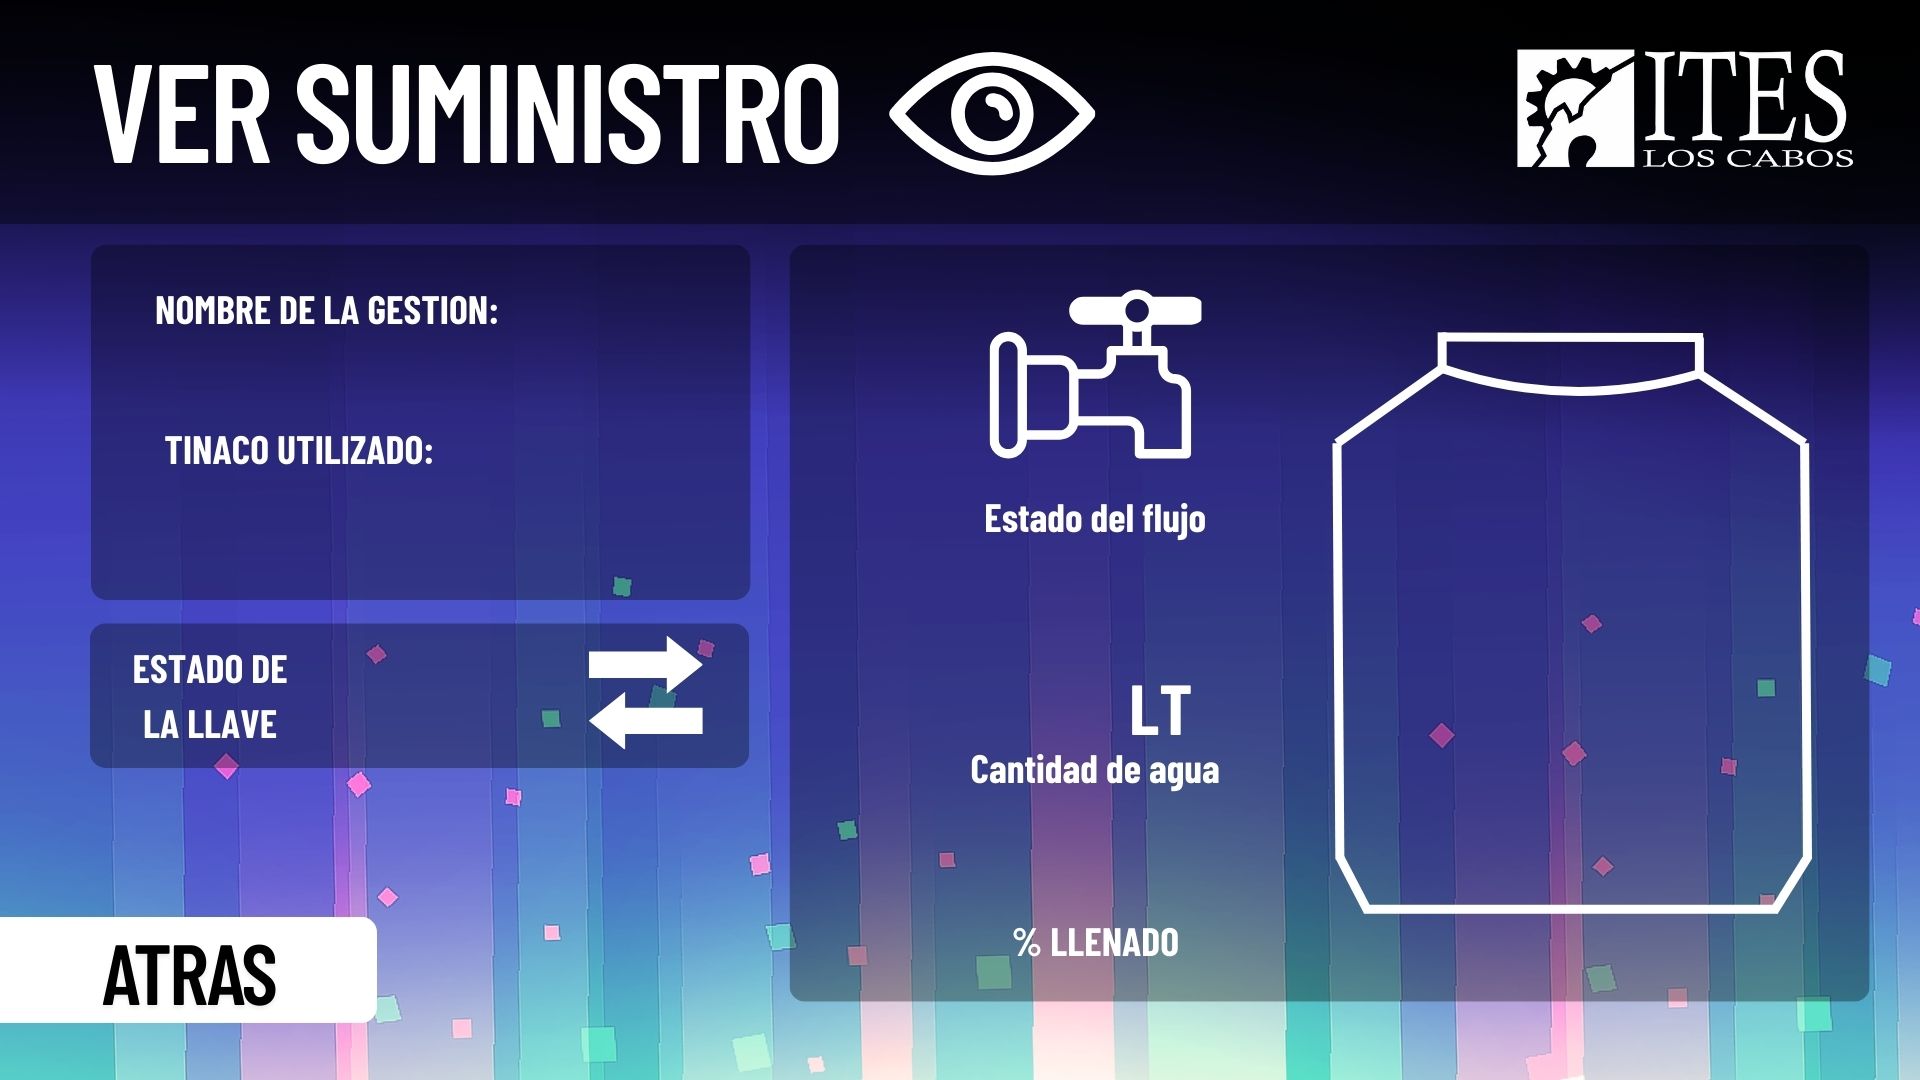 VER SUMINISTRO
ITES
LOS CABOS
NOMBRE DE LA GESTION:
TINACO UTILIZADO:
ESTADO DE
LA LLAVE
Estado del flujo
LT
Cantidad de agua
% LLENADO
ATRAS